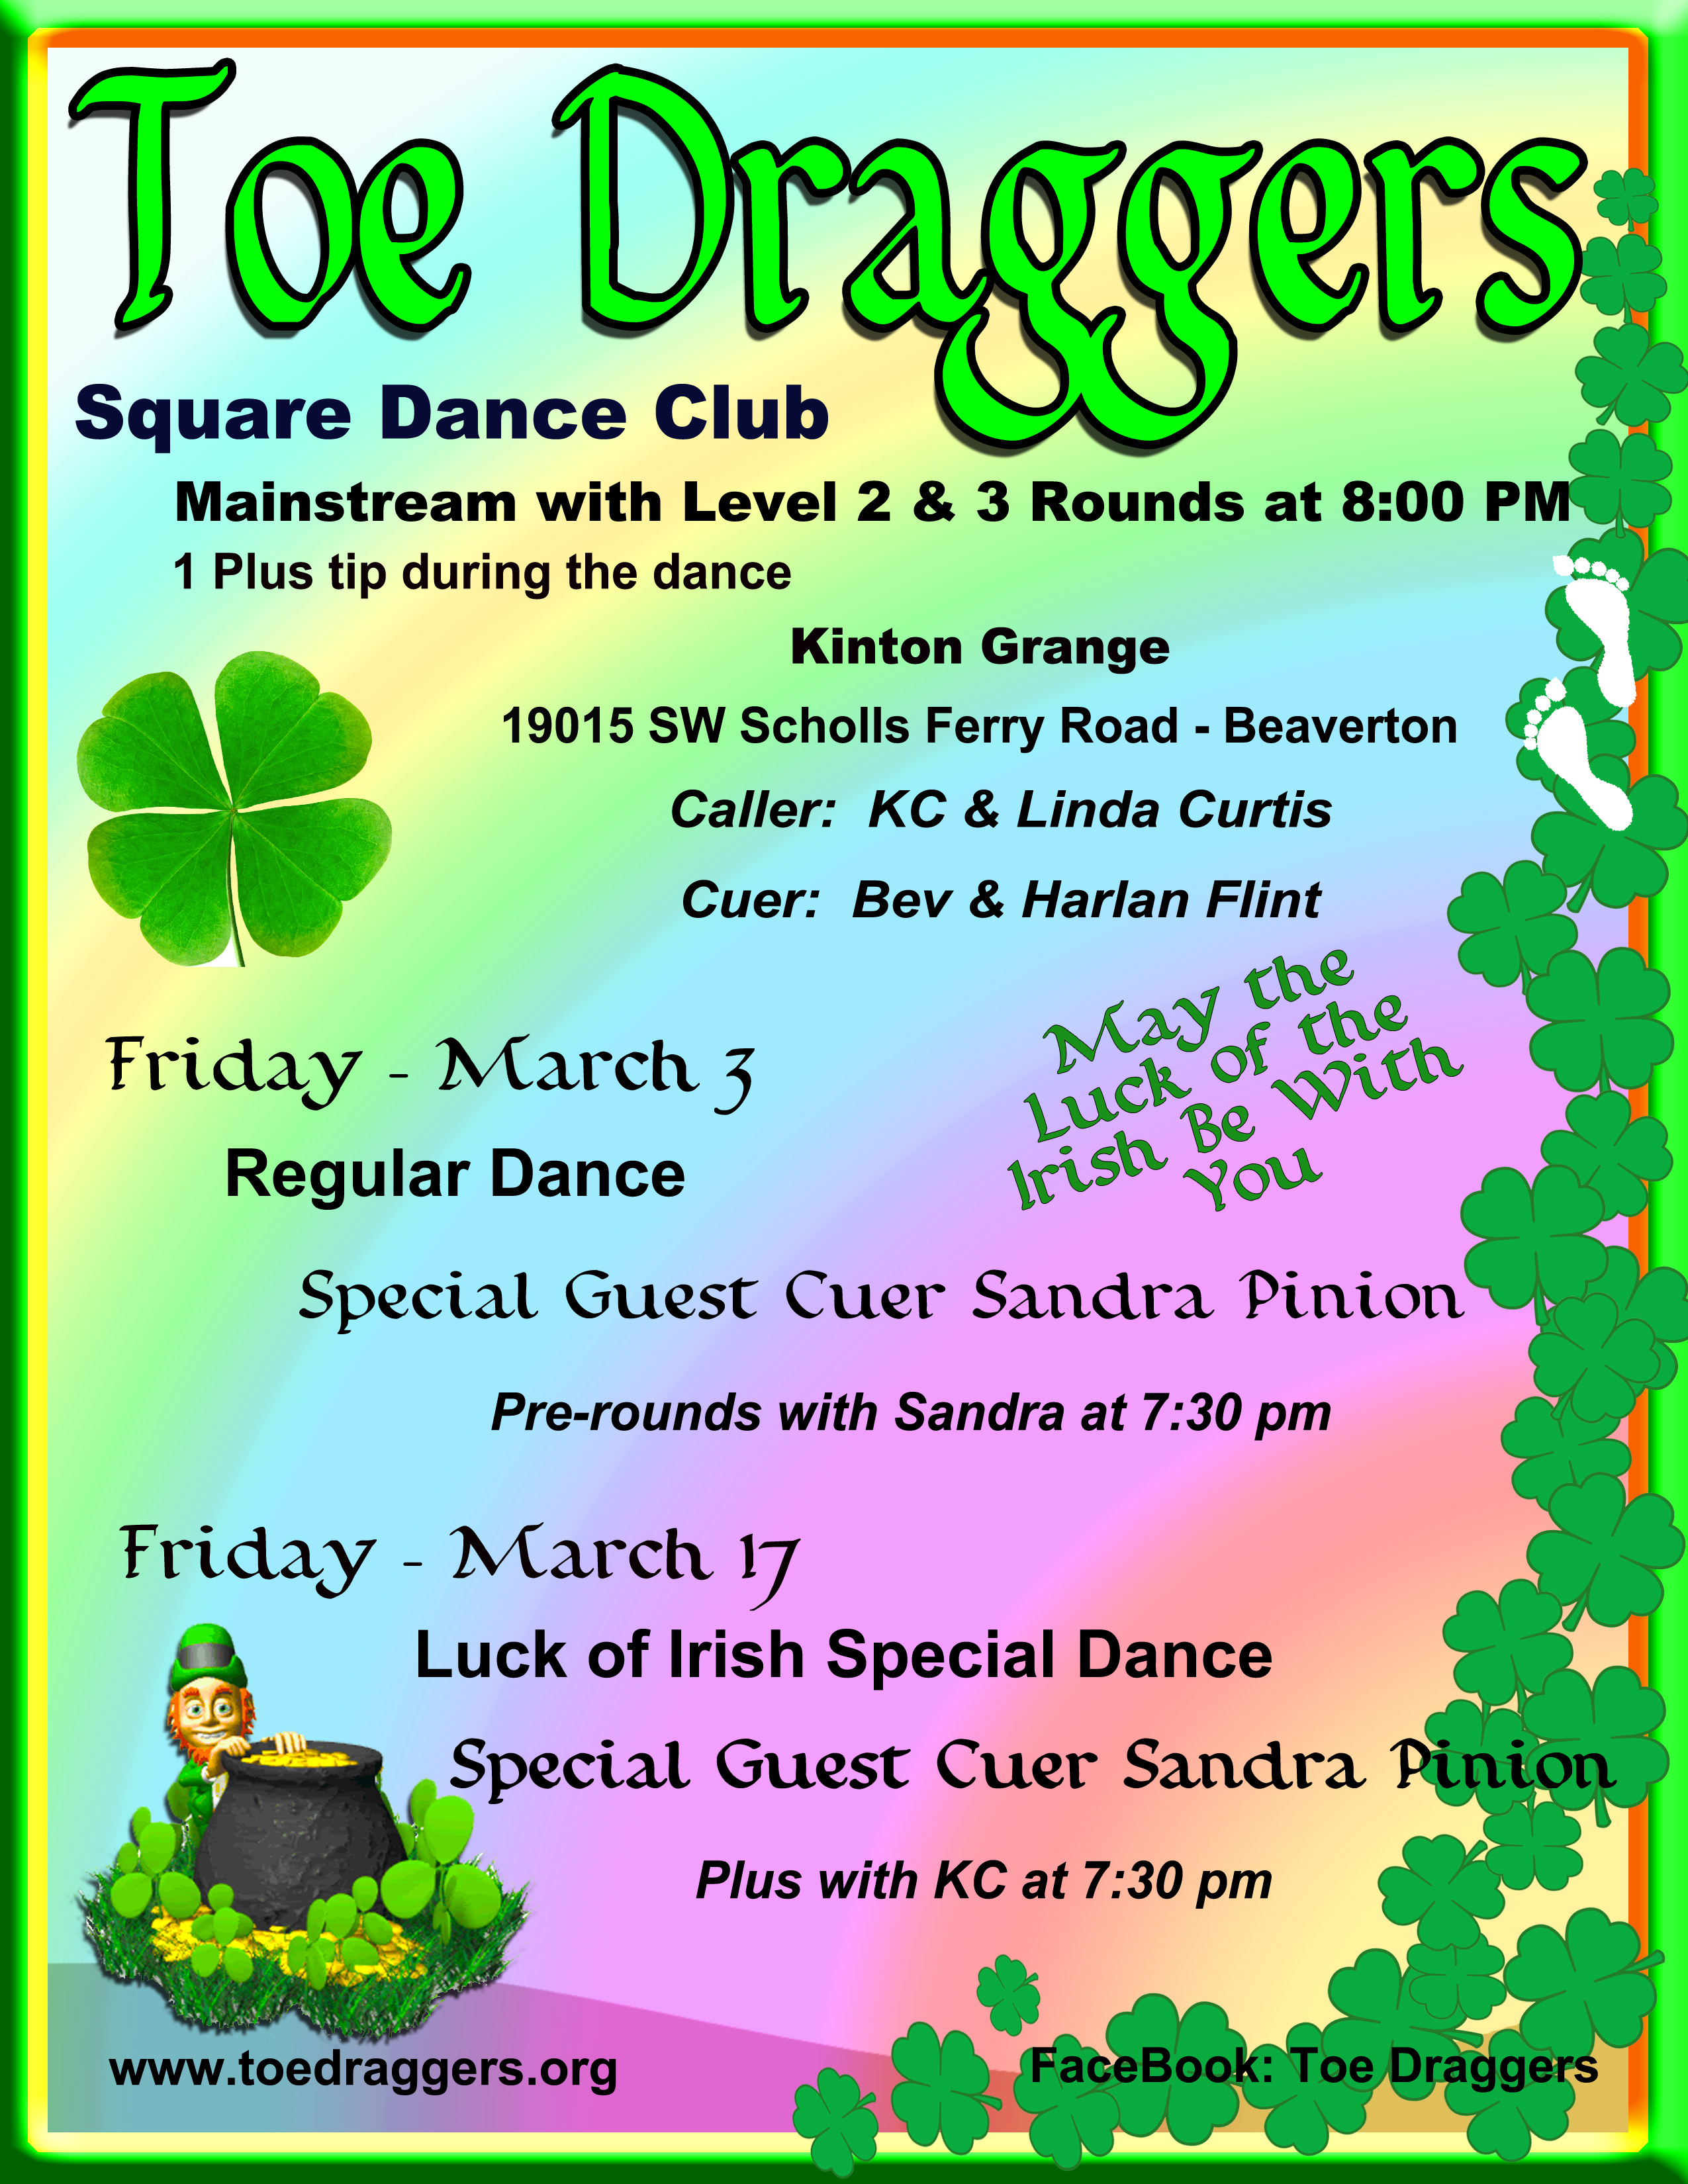 Toe Draggers
Square Dance Club
Mainstream with Level 2 & 3 Rounds at 8:00 PM
1 Plus tip during the dance
Kinton Grange
19015 SW Scholls Ferry Road - Beaverton
Caller:  KC & Linda Curtis
Cuer:  Bev & Harlan Flint
May the
Luck of the
Irish Be With
You
Friday - March 3
Regular Dance
Special Guest Cuer Sandra Pinion
Pre-rounds with Sandra at 7:30 pm
Friday - March 17
Luck of Irish Special Dance
Special Guest Cuer Sandra Pinion
Plus with KC at 7:30 pm
www.toedraggers.org
FaceBook: Toe Draggers